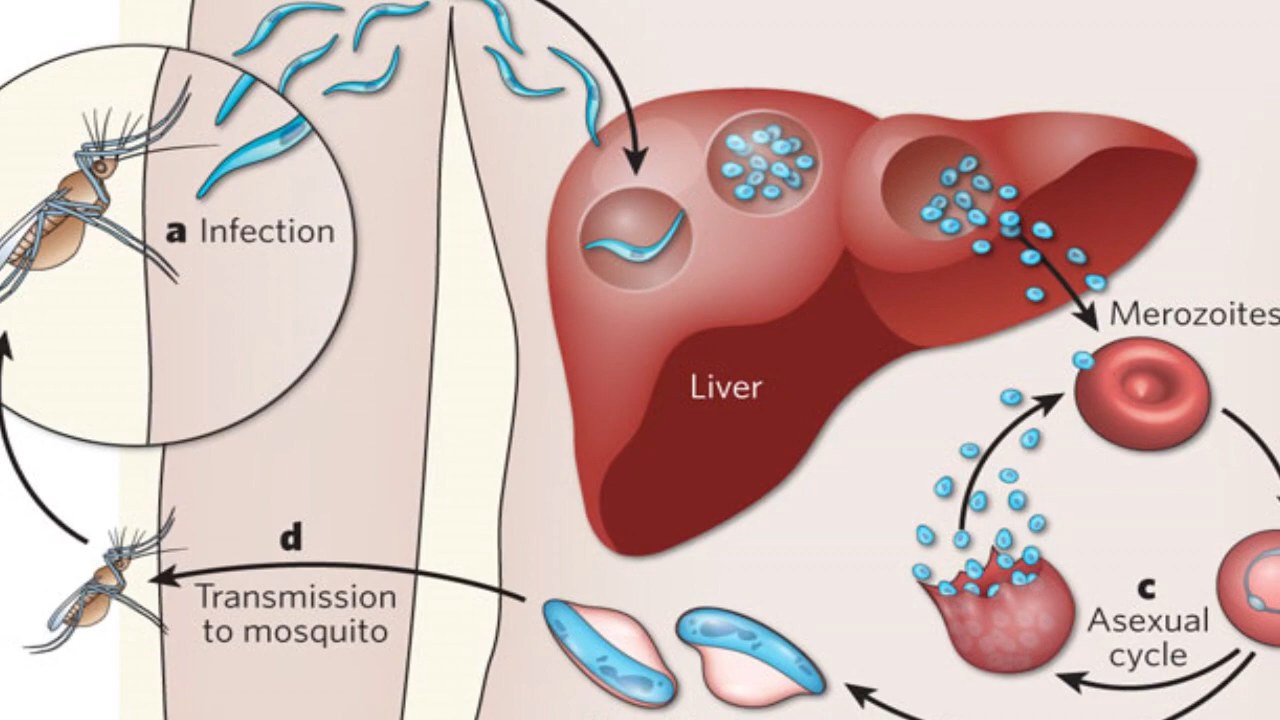 a Infection
Merozoites
Liver
d
Transmission
to mosquito
c
Asexual
cycle